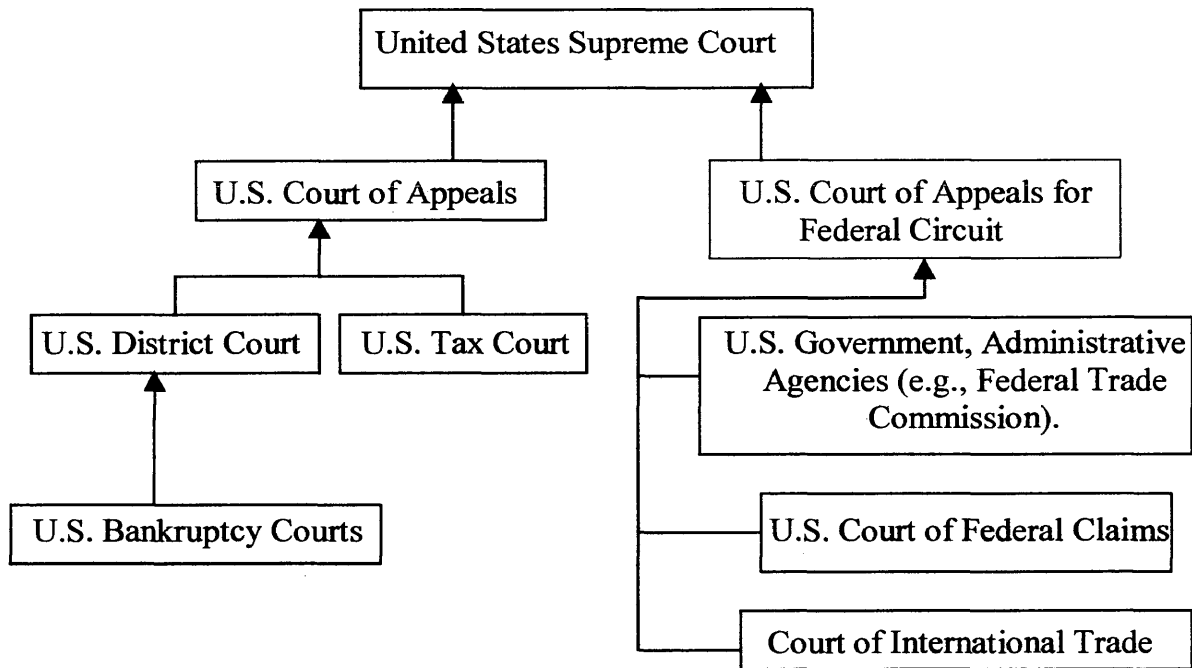 United States Supreme Court
U.S. Court of Appeals
U.S. Court of Appeals for
Federal Circuit
U.S. District Court
U.S. Tax Court
U.S. Government, Administrative
Agencies (e.g., Federal Trade
Commission).
U.S. Bankruptcy Courts
U.S. Court of Federal Claims
Court of International Trade